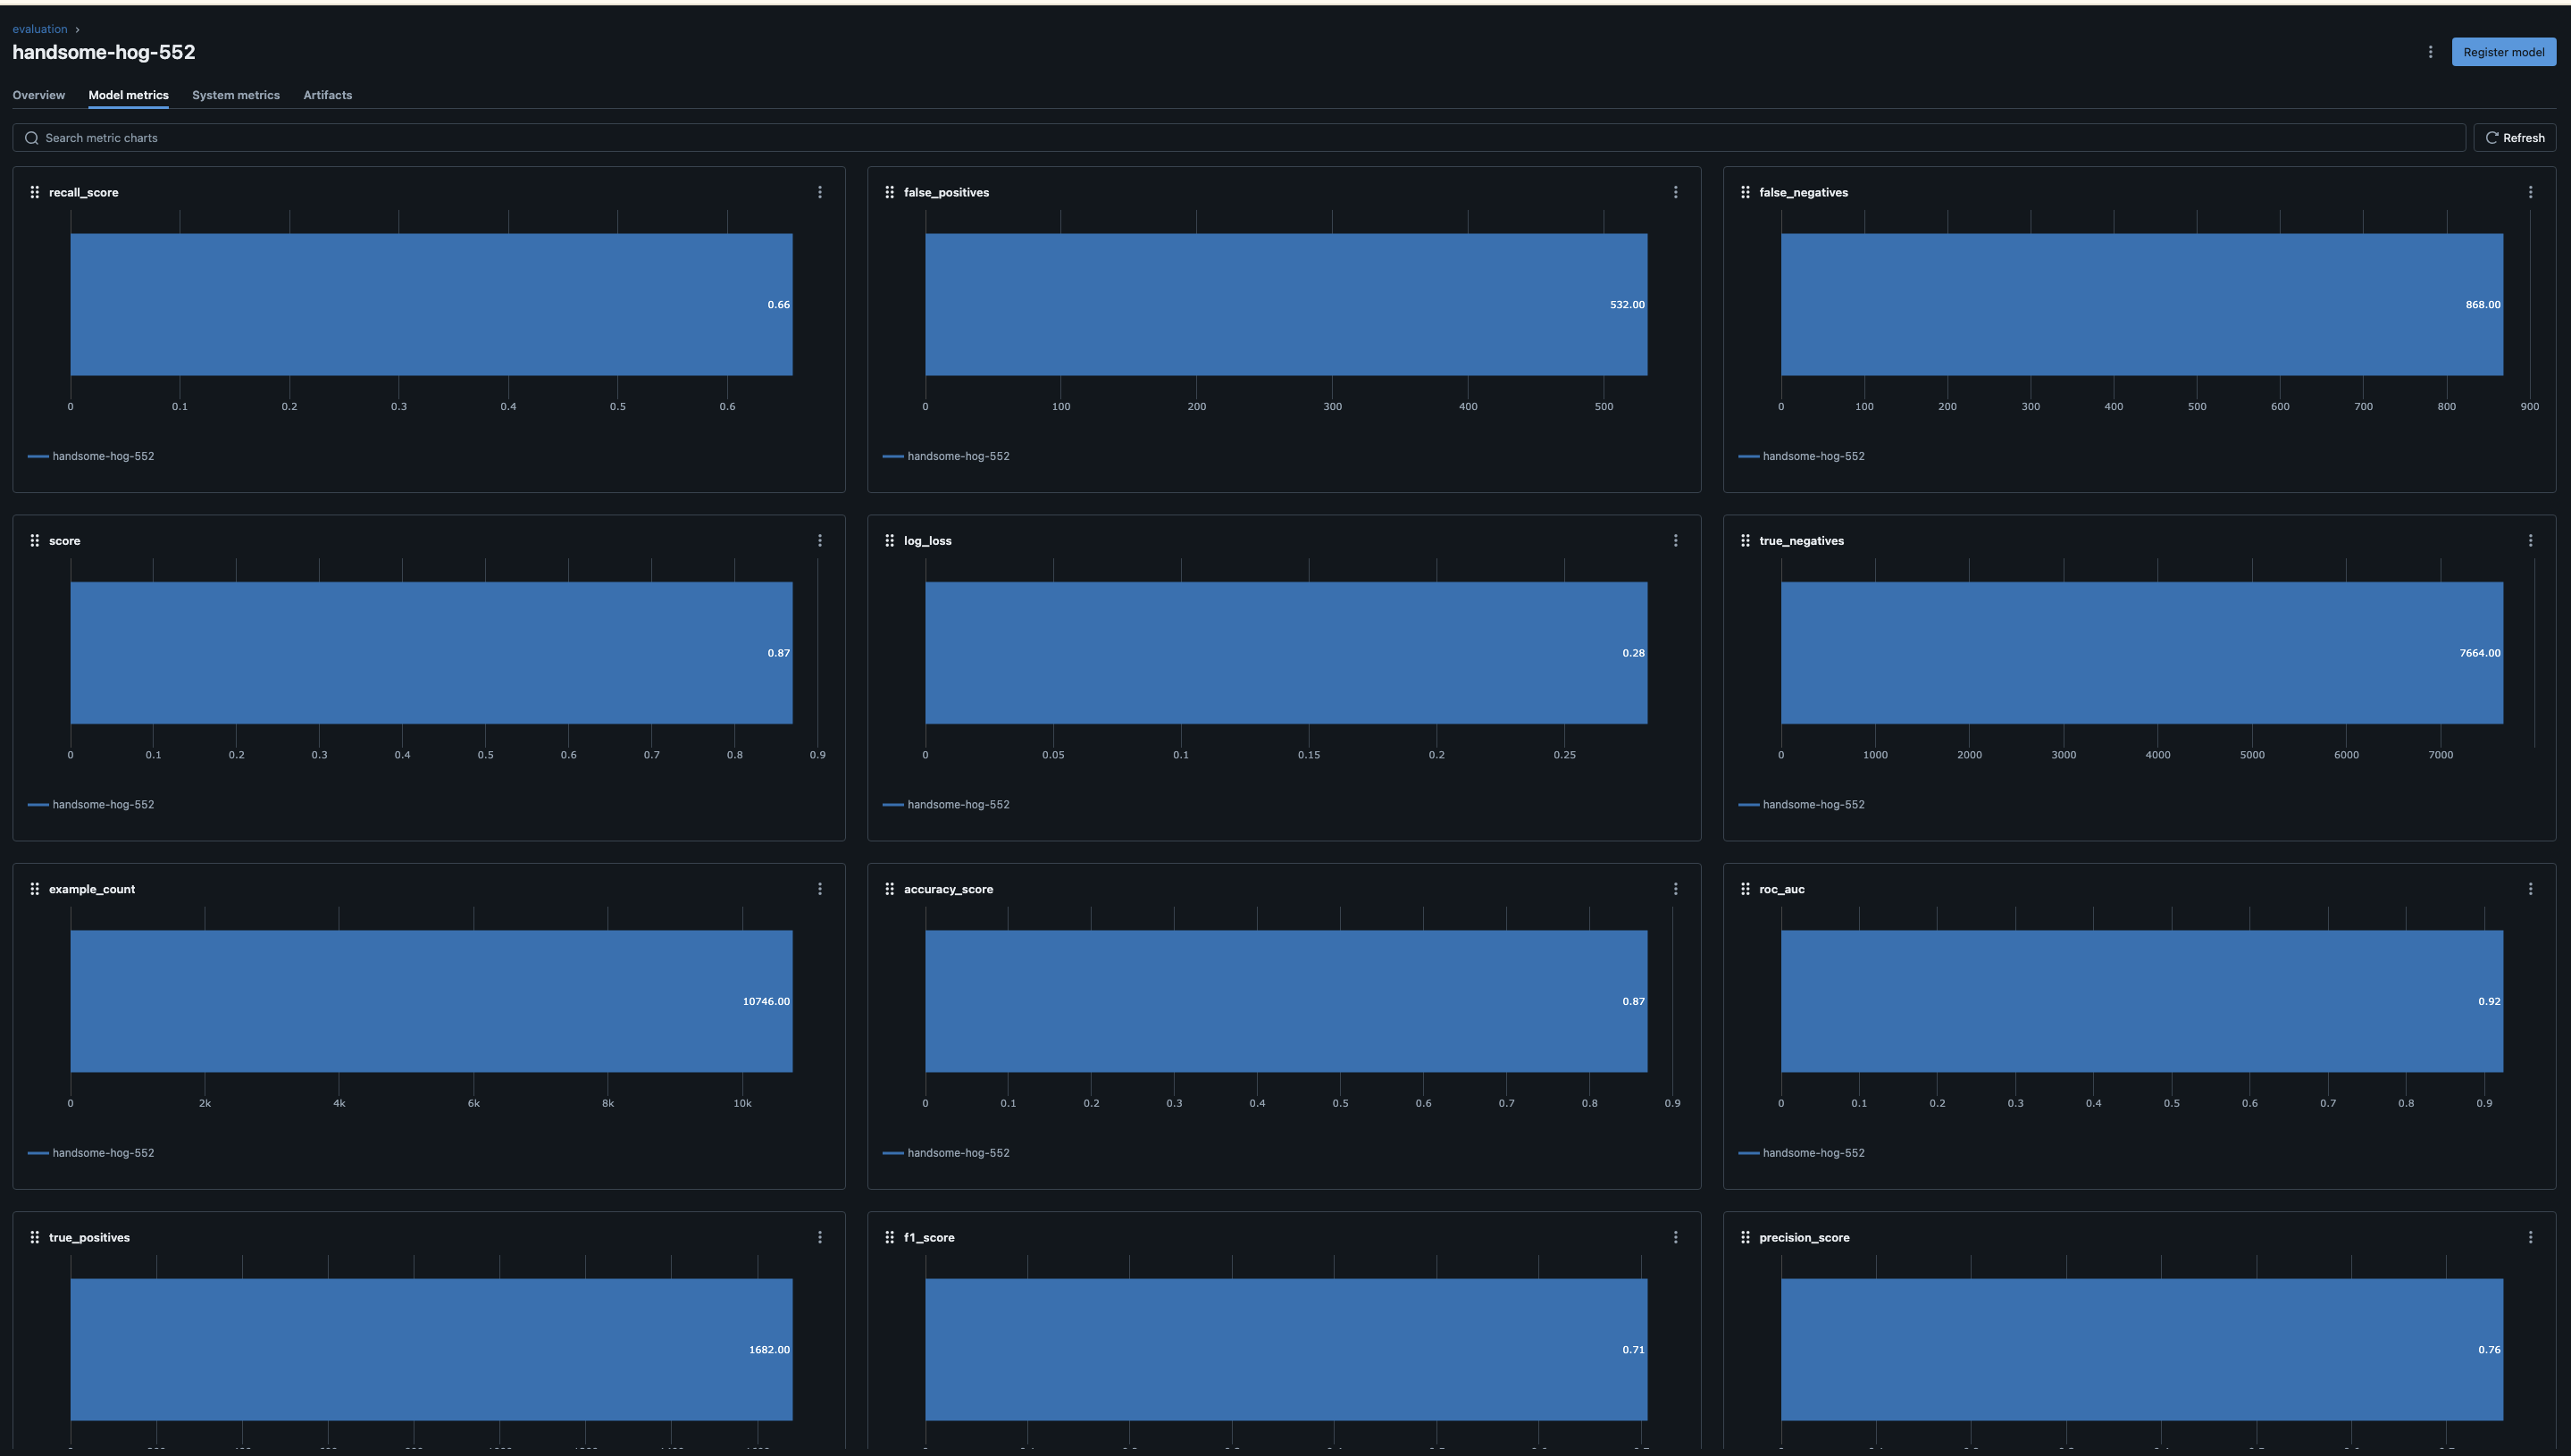 evaluation ›
handsome-hog-552
Register model
Overview Model metrics System metrics Artifacts
Search metric charts
Refresh
recall_score
0.66
0 0.1 0.2 0.3 0.4 0.5 0.6
handsome-hog-552
false_positives
532.00
0 100 200 300 400 500
handsome-hog-552
false_negatives
868.00
0 100 200 300 400 500 600 700 800 900
handsome-hog-552
score
0.87
0 0.1 0.2 0.3 0.4 0.5 0.6 0.7 0.8 0.9
handsome-hog-552
log_loss
0.28
0 0.05 0.1 0.15 0.2 0.25
handsome-hog-552
true_negatives
7664.00
0 1000 2000 3000 4000 5000 6000 7000
handsome-hog-552
example_count
10746.00
0 2k 4k 6k 8k 10k
handsome-hog-552
accuracy_score
0.87
0 0.1 0.2 0.3 0.4 0.5 0.6 0.7 0.8 0.9
handsome-hog-552
roc_auc
0.92
0 0.1 0.2 0.3 0.4 0.5 0.6 0.7 0.8 0.9
handsome-hog-552
true_positives
1682.00
f1_score
0.71
precision_score
0.76